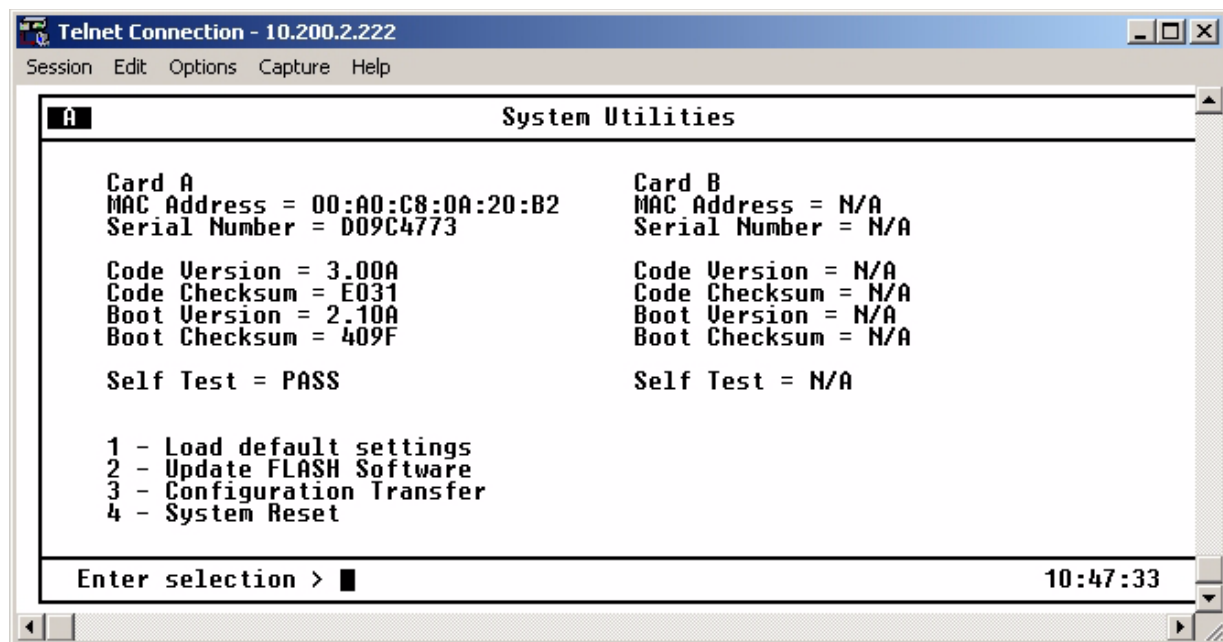 Telnet Connection - 10.200.2.222
Session Edit Options Capture Help
A System Utilities
Card A Card B
MAC Address = 00:A0:C8:0A:20:B2 MAC Address = N/A
Serial Number = D09C4773 Serial Number = N/A
Code Version = 3.00A Code Version = N/A
Code Checksum = E031 Code Checksum = N/A
Boot Version = 2.10A Boot Version = N/A
Boot Checksum = 409F Boot Checksum = N/A
Self Test = PASS Self Test = N/A
1 - Load default settings
2 - Update FLASH Software
3 - Configuration Transfer
4 - System Reset
Enter selection > 10:47:33